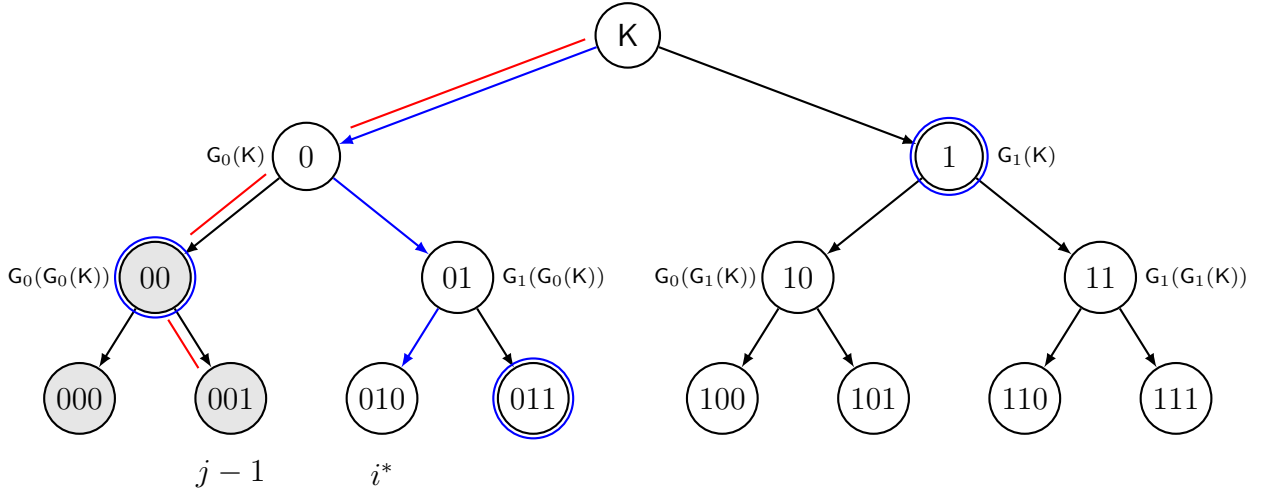 K
G₀(K) 0 1 G₁(K)
G₀(G₀(K)) 00 01 G₁(G₀(K)) G₀(G₁(K)) 10 11 G₁(G₁(K))
000 001 010 011 100 101 110 111
j − 1 i*